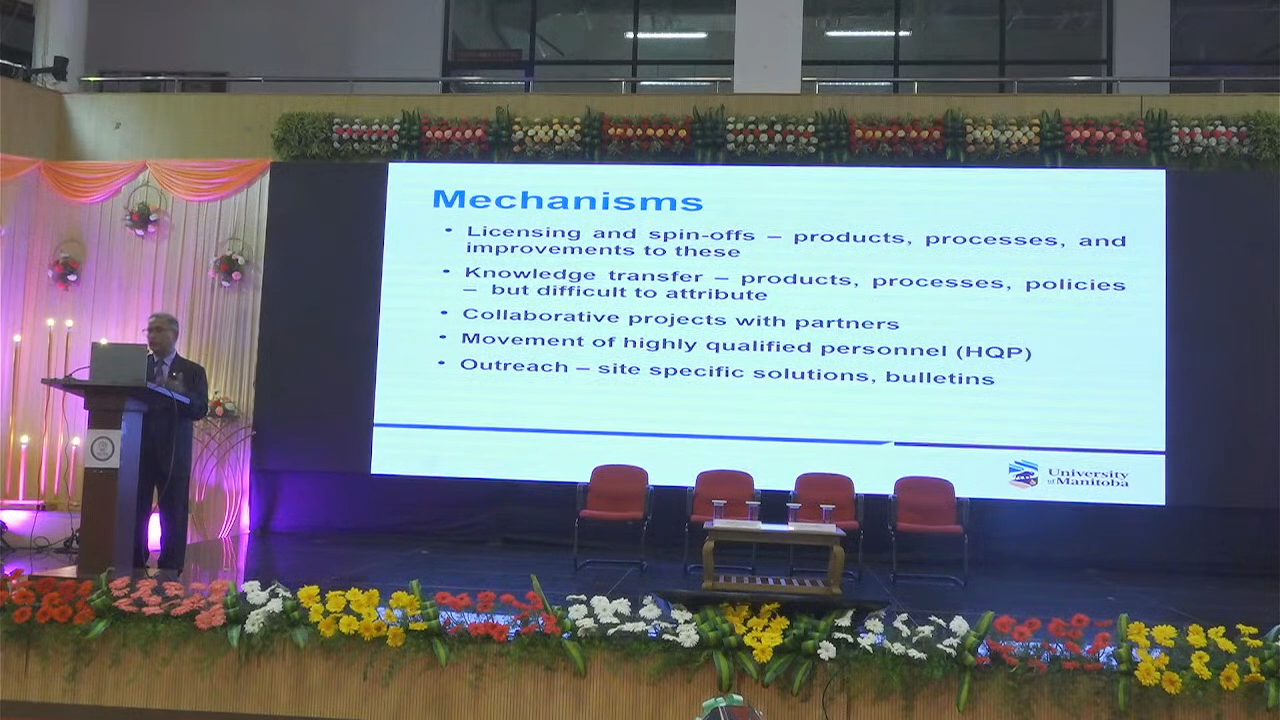 Mechanisms
• Licensing and spin-offs – products, processes, and
improvements to these
• Knowledge transfer – products, processes, policies
– but difficult to attribute
• Collaborative projects with partners
• Movement of highly qualified personnel (HQP)
• Outreach – site specific solutions, bulletins
University
of Manitoba